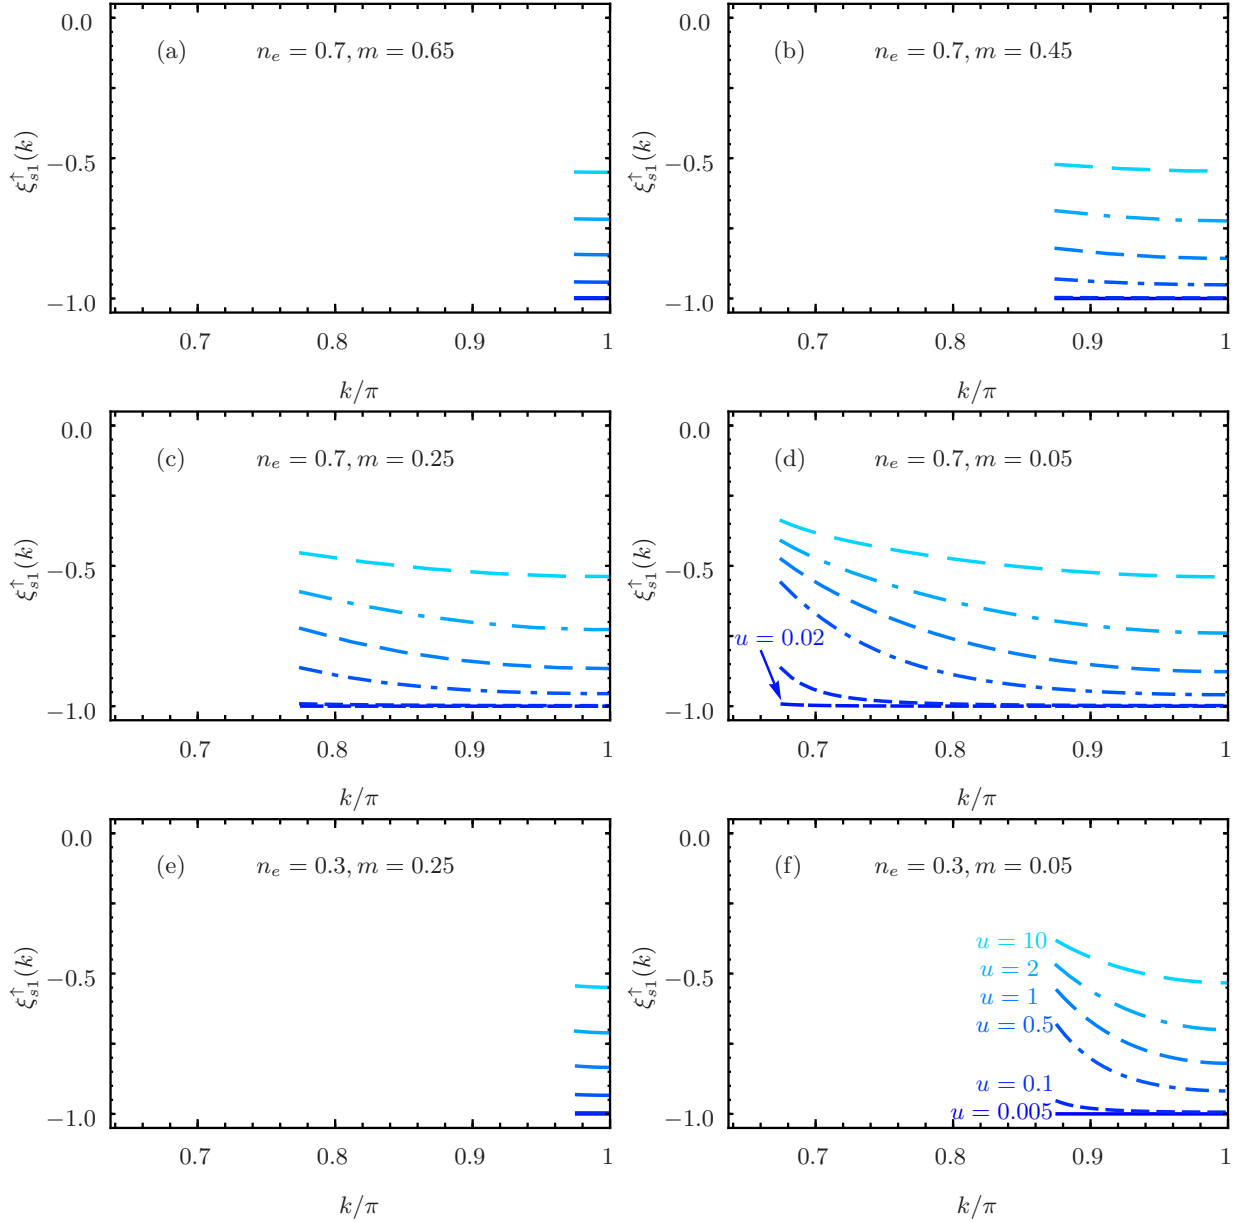 (a) n_e = 0.7, m = 0.65
0.0
−0.5
−1.0
ξ_{s1}^↑(k)
0.7 0.8 0.9 1
k/π
(b) n_e = 0.7, m = 0.45
0.0
−0.5
−1.0
ξ_{s1}^↑(k)
0.7 0.8 0.9 1
k/π
(c) n_e = 0.7, m = 0.25
0.0
−0.5
−1.0
ξ_{s1}^↑(k)
0.7 0.8 0.9 1
k/π
(d) n_e = 0.7, m = 0.05
0.0
−0.5
−1.0
ξ_{s1}^↑(k)
u = 0.02
0.7 0.8 0.9 1
k/π
(e) n_e = 0.3, m = 0.25
0.0
−0.5
−1.0
ξ_{s1}^↑(k)
0.7 0.8 0.9 1
k/π
(f) n_e = 0.3, m = 0.05
0.0
−0.5
−1.0
ξ_{s1}^↑(k)
u = 10
u = 2
u = 1
u = 0.5
u = 0.1
u = 0.005
0.7 0.8 0.9 1
k/π